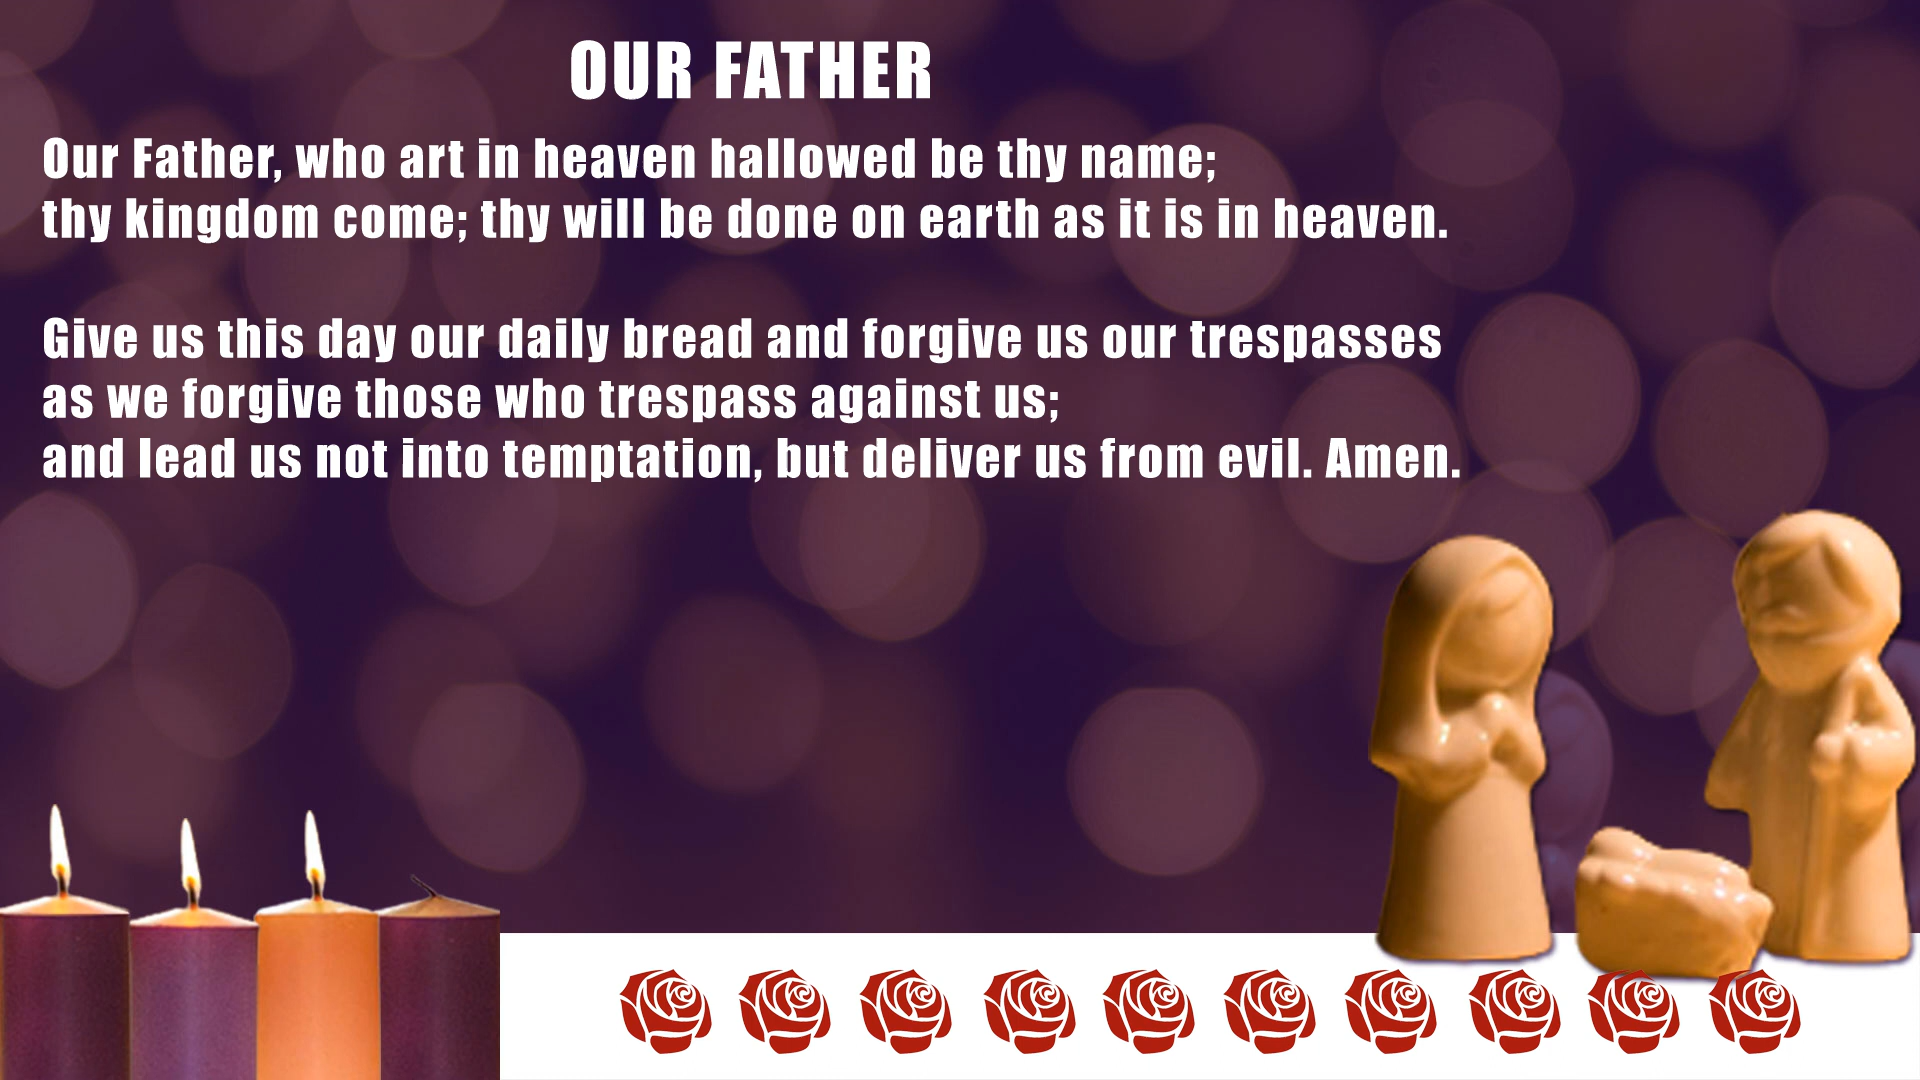 OUR FATHER
Our Father, who art in heaven hallowed be thy name;
thy kingdom come; thy will be done on earth as it is in heaven.
Give us this day our daily bread and forgive us our trespasses
as we forgive those who trespass against us;
and lead us not into temptation, but deliver us from evil. Amen.